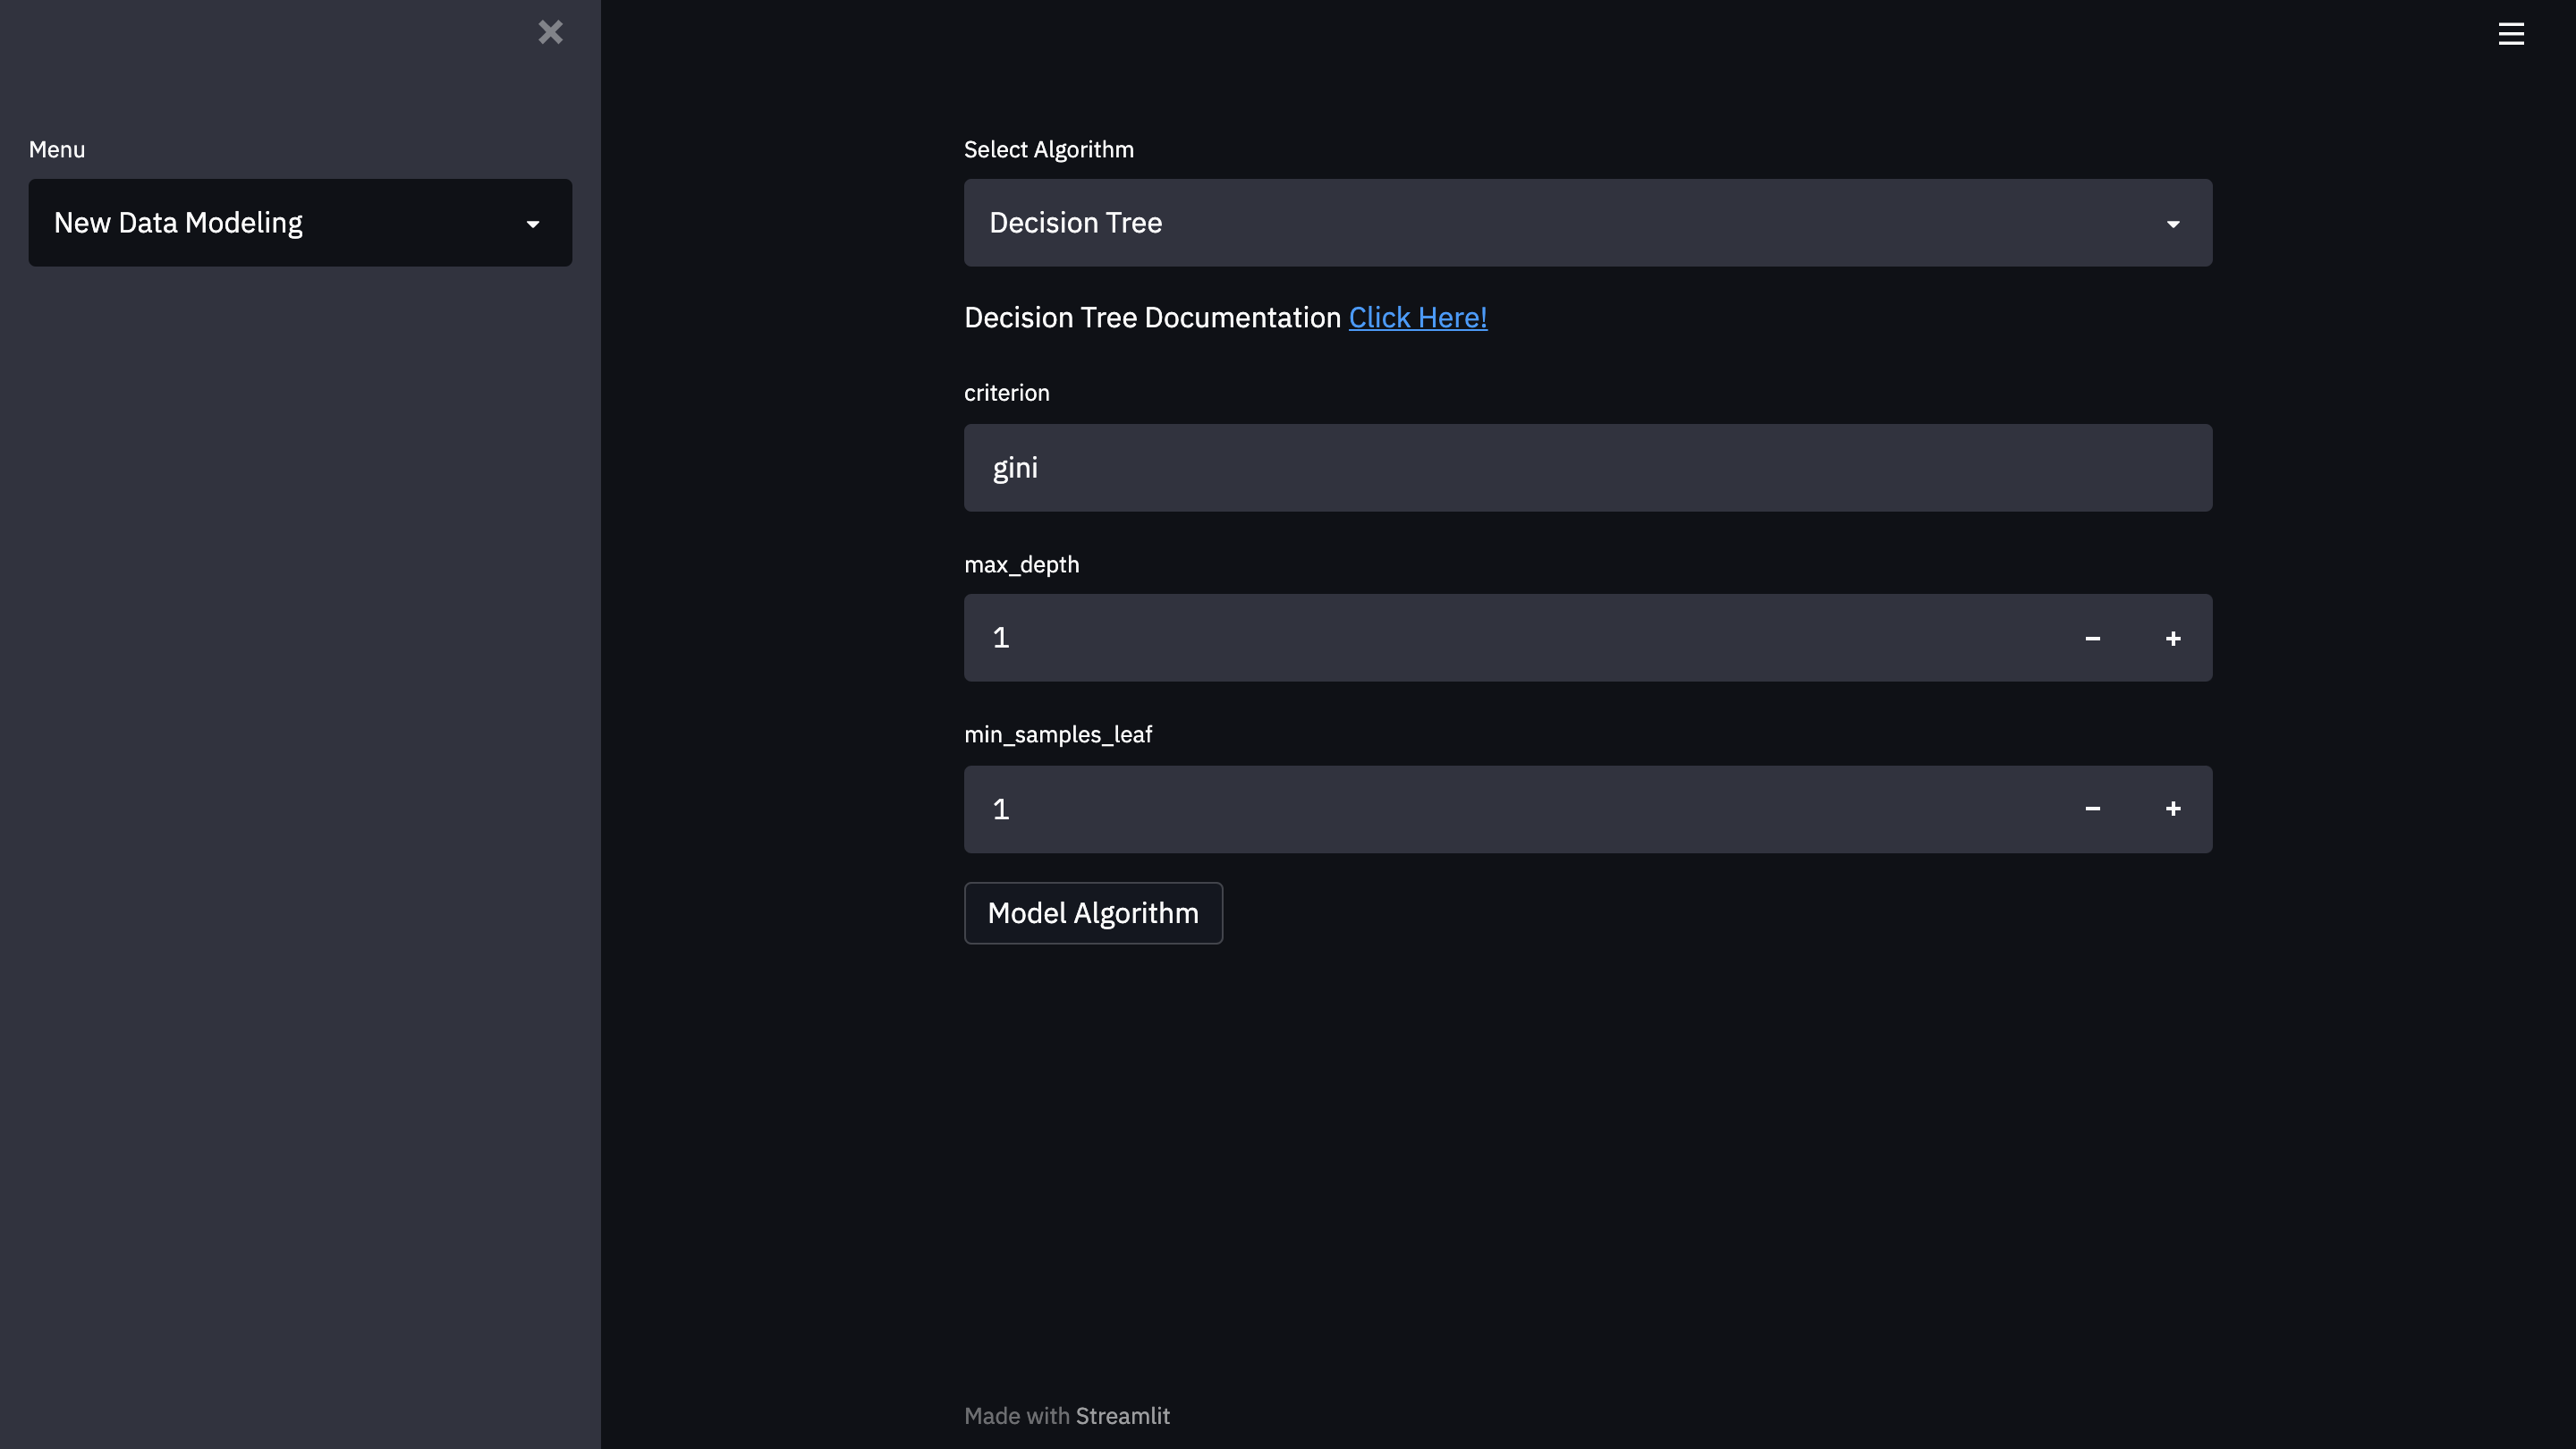 Menu
New Data Modeling
Select Algorithm
Decision Tree
Decision Tree Documentation Click Here!
criterion
gini
max_depth
1
min_samples_leaf
1
Model Algorithm
Made with Streamlit